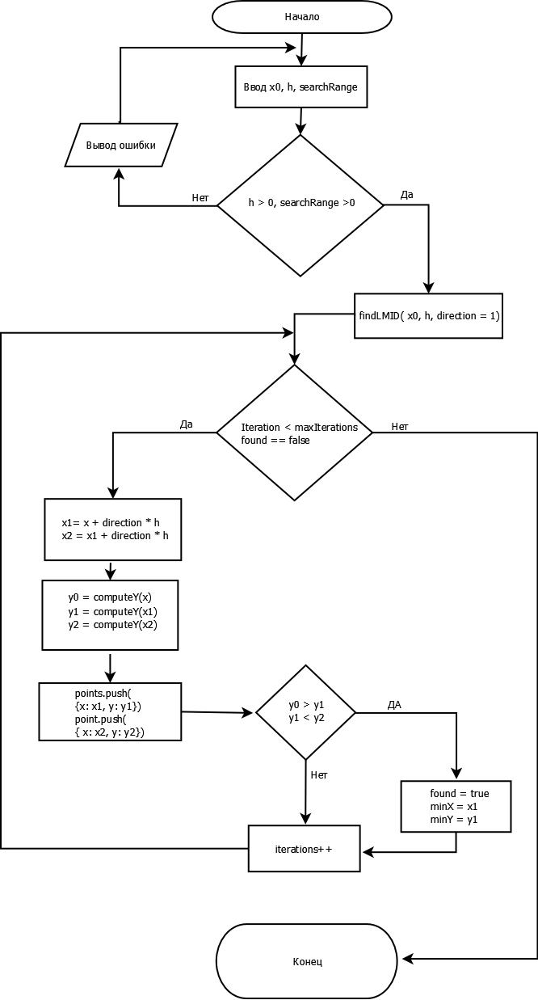 Начало
Ввод x0, h, searchRange
Вывод ошибки
Нет
h > 0, searchRange >0
Да
findLMID( x0, h, direction = 1)
Iteration < maxIterations
found == false
Да
Нет
x1= x + direction * h
x2 = x1 + direction * h
y0 = computeY(x)
y1 = computeY(x1)
y2 = computeY(x2)
points.push(
{x: x1, y: y1})
point.push(
{ x: x2, y: y2})
y0 > y1
y1 < y2
ДА
Нет
found = true
minX = x1
minY = y1
iterations++
Конец